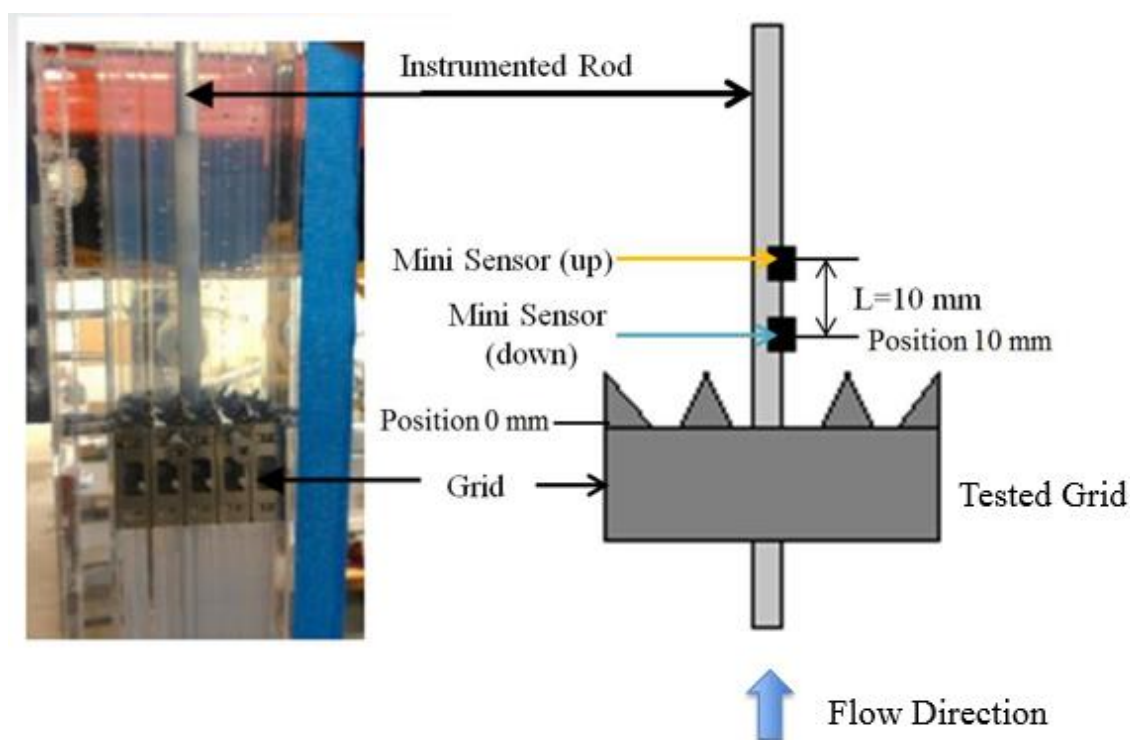 Instrumented Rod
Mini Sensor (up)
L=10 mm
Mini Sensor
(down)
Position 10 mm
Position 0 mm
Grid
Tested Grid
Flow Direction